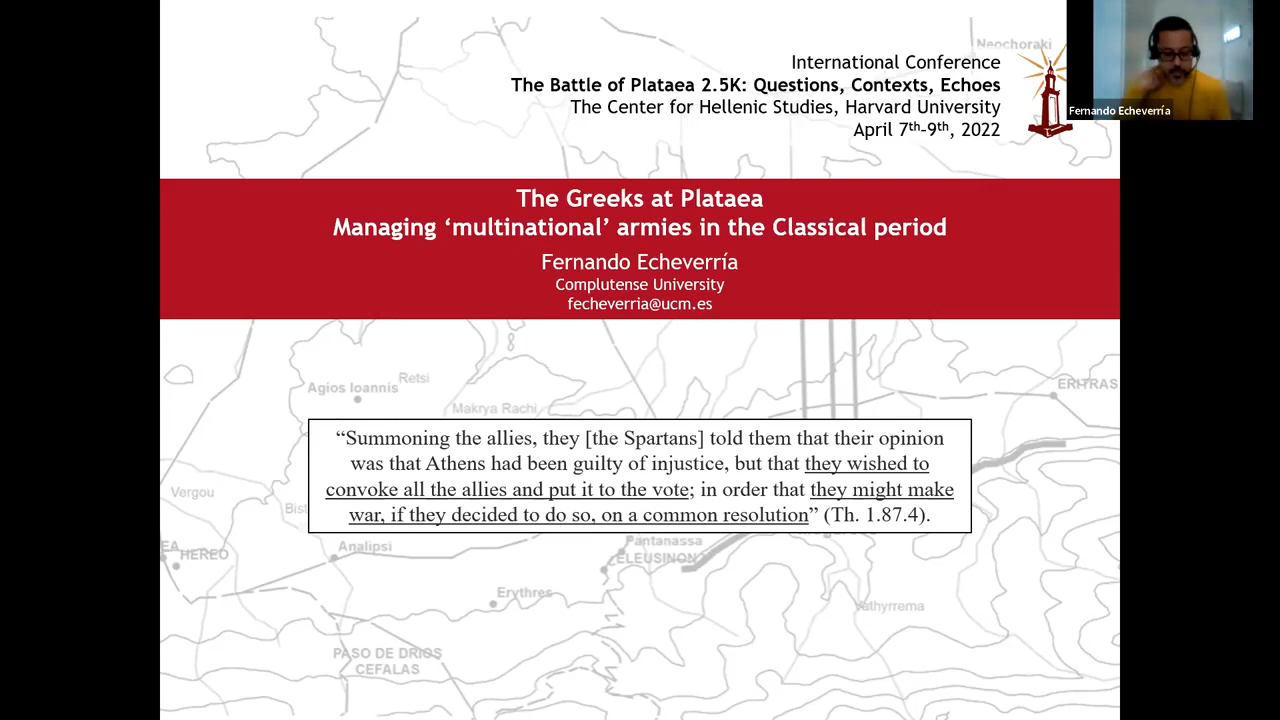 International Conference
The Battle of Plataea 2.5K: Questions, Contexts, Echoes
The Center for Hellenic Studies, Harvard University
April 7th-9th, 2022
Neochoraki
Fernando Echeverría
The Greeks at Plataea
Managing ‘multinational’ armies in the Classical period
Fernando Echeverría
Complutense University
fecheverria@ucm.es
Agios Ioannis
Retsi
ERITRAS
Makrya Rachi
“Summoning the allies, they [the Spartans] told them that their opinion
was that Athens had been guilty of injustice, but that they wished to
convoke all the allies and put it to the vote; in order that they might make
war, if they decided to do so, on a common resolution” (Th. 1.87.4).
Vergou
Bist
Pantanassa
ELEUSINON
Analipsi
EA
HEREO
Erythres
PASO DE DRIOS
CEFALAS